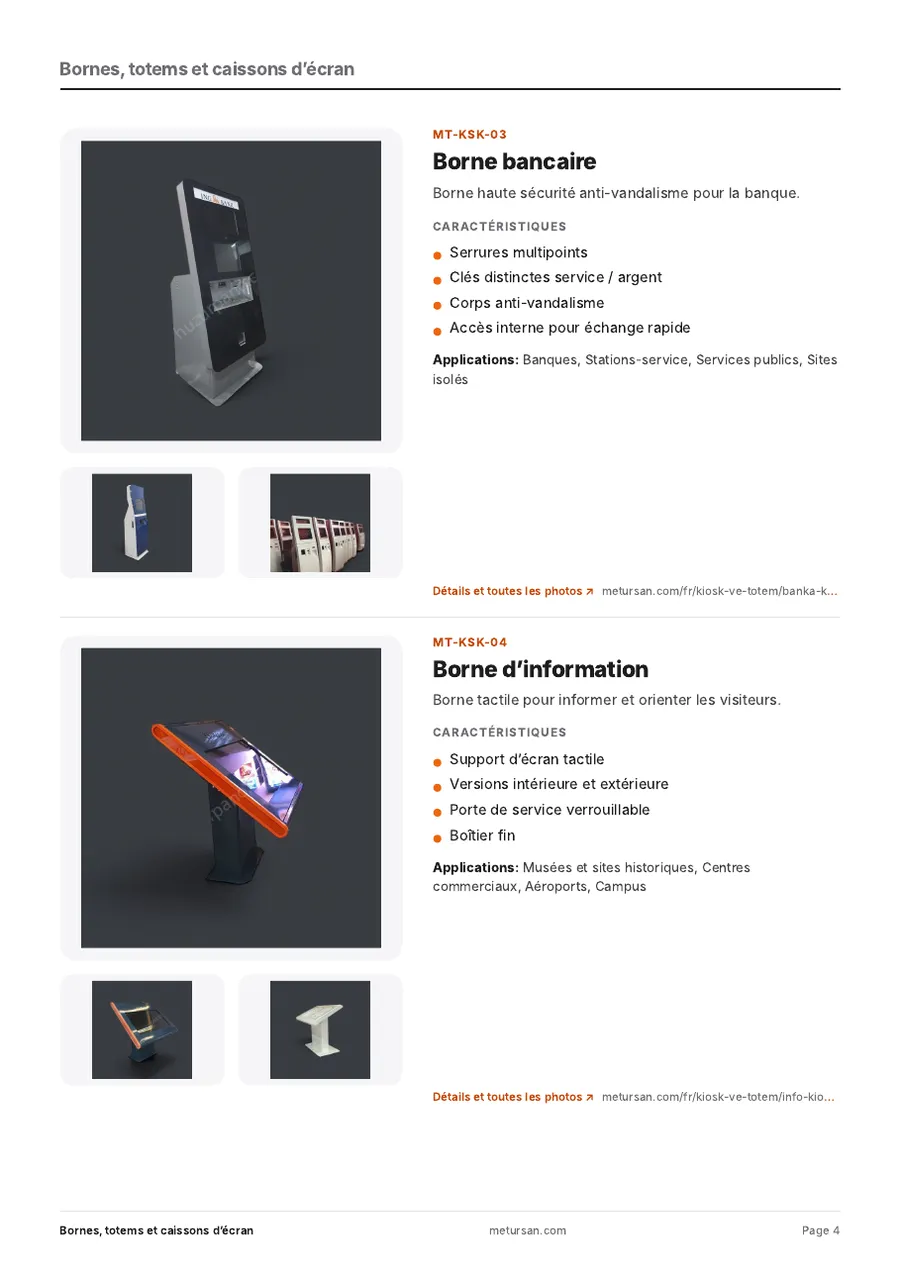 Bornes, totems et caissons d’écran
MT-KSK-03
Borne bancaire
Borne haute sécurité anti-vandalisme pour la banque.
CARACTÉRISTIQUES
Serrures multipoints
Clés distinctes service / argent
Corps anti-vandalisme
Accès interne pour échange rapide
Applications: Banques, Stations-service, Services publics, Sites
isolés
Détails et toutes les photos ↗ metursan.com/fr/kiosk-ve-totem/banka-k…
MT-KSK-04
Borne d’information
Borne tactile pour informer et orienter les visiteurs.
CARACTÉRISTIQUES
Support d’écran tactile
Versions intérieure et extérieure
Porte de service verrouillable
Boîtier fin
Applications: Musées et sites historiques, Centres
commerciaux, Aéroports, Campus
Détails et toutes les photos ↗ metursan.com/fr/kiosk-ve-totem/info-kio…
Bornes, totems et caissons d’écran
metursan.com
Page 4